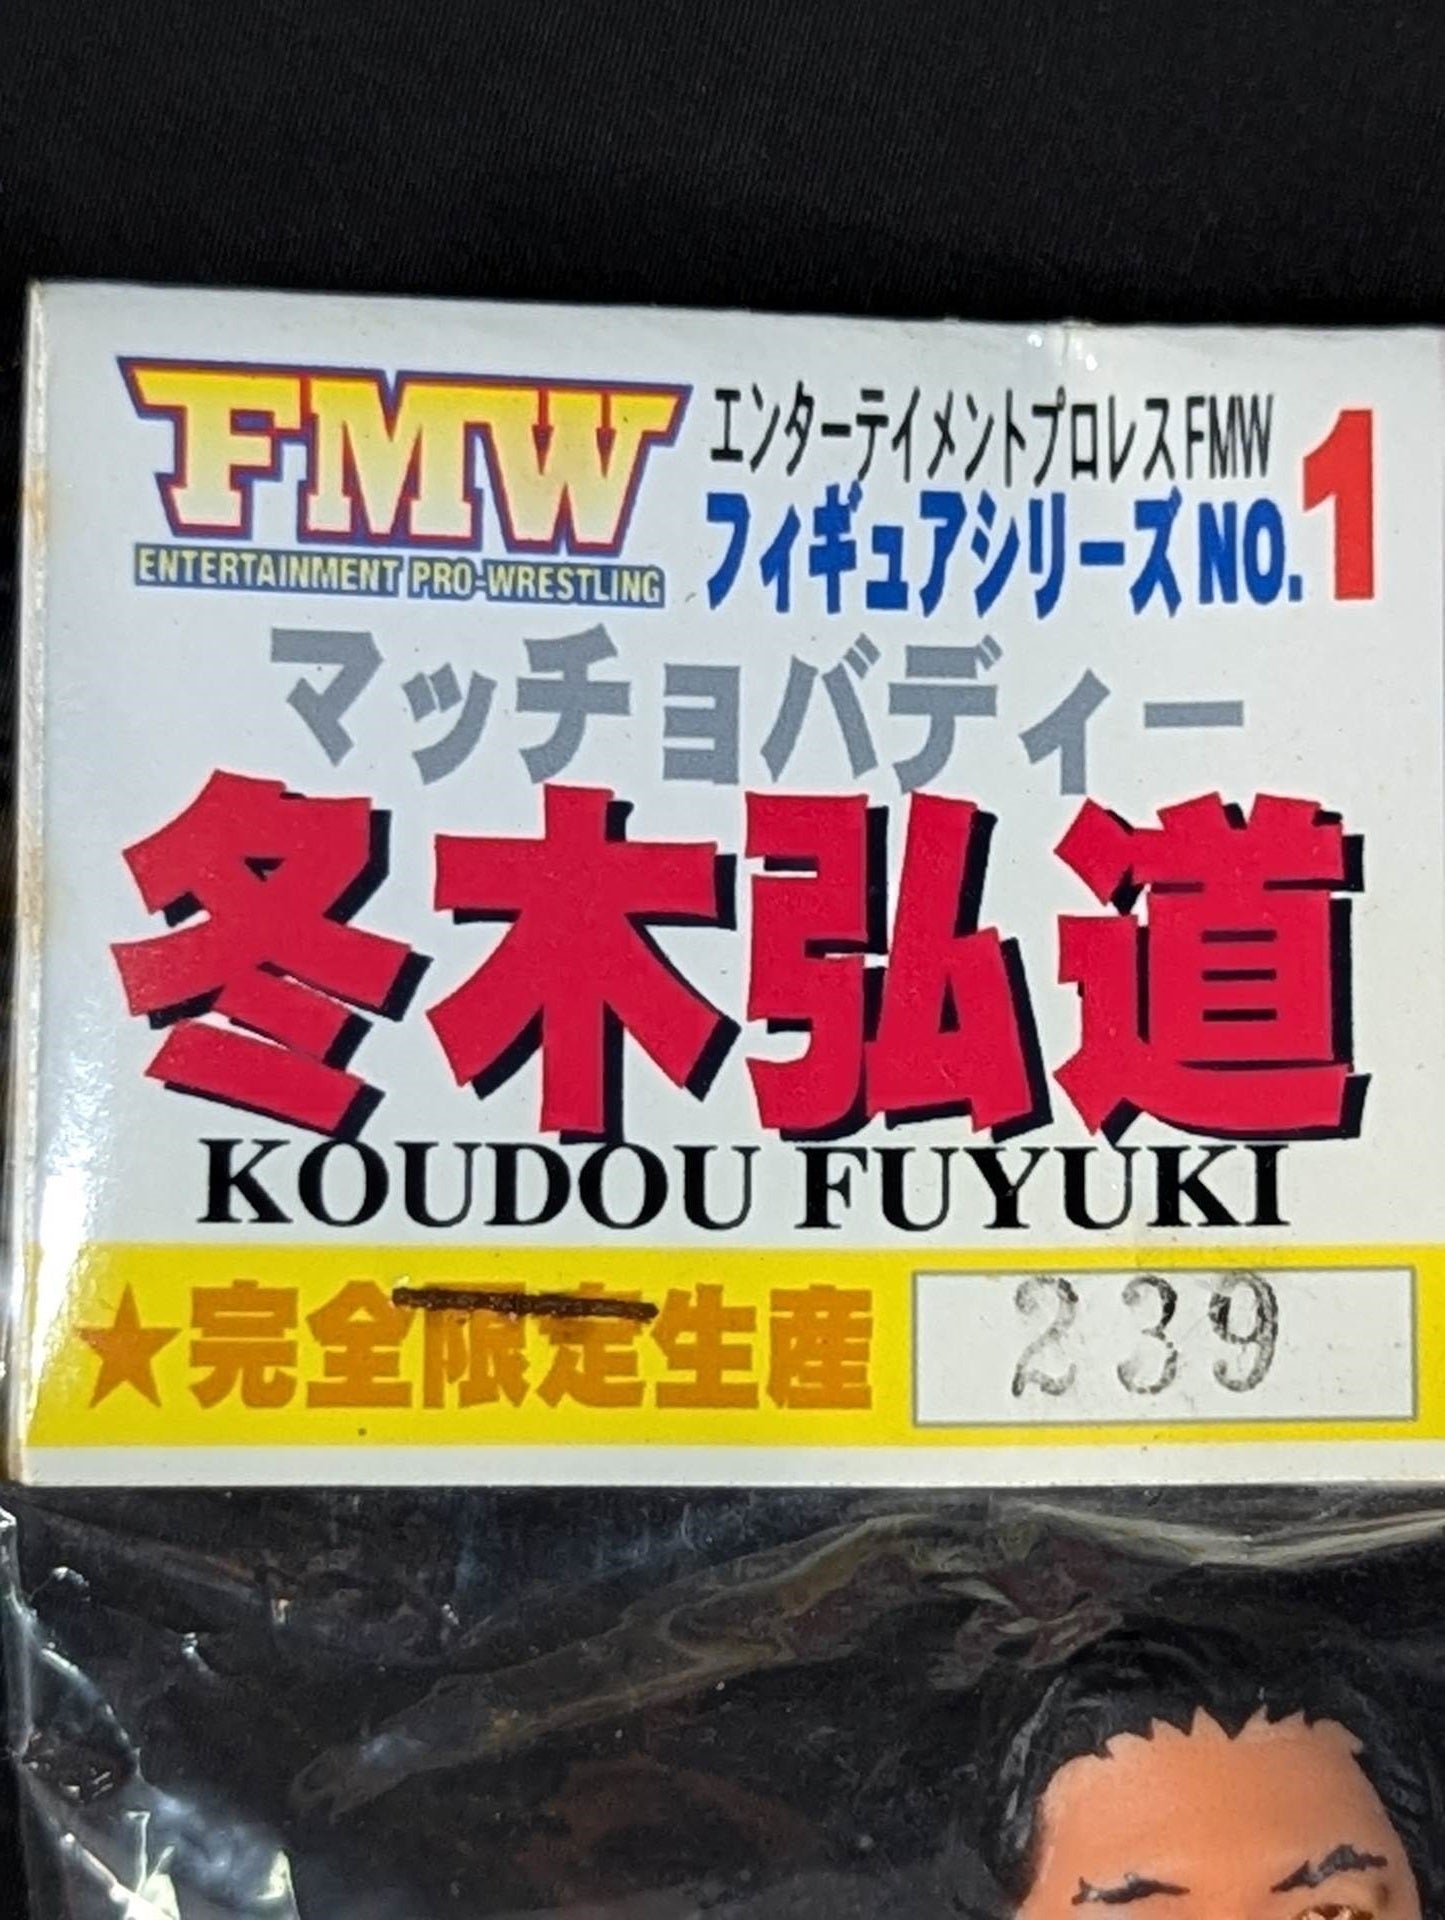 FMW
ENTERTAINMENT PRO-WRESTLING
エンターテイメントプロレスFMW
フィギュアシリーズNO.1
マッチョバディー
冬木弘道
KOUDOU FUYUKI
★完全限定生産
239